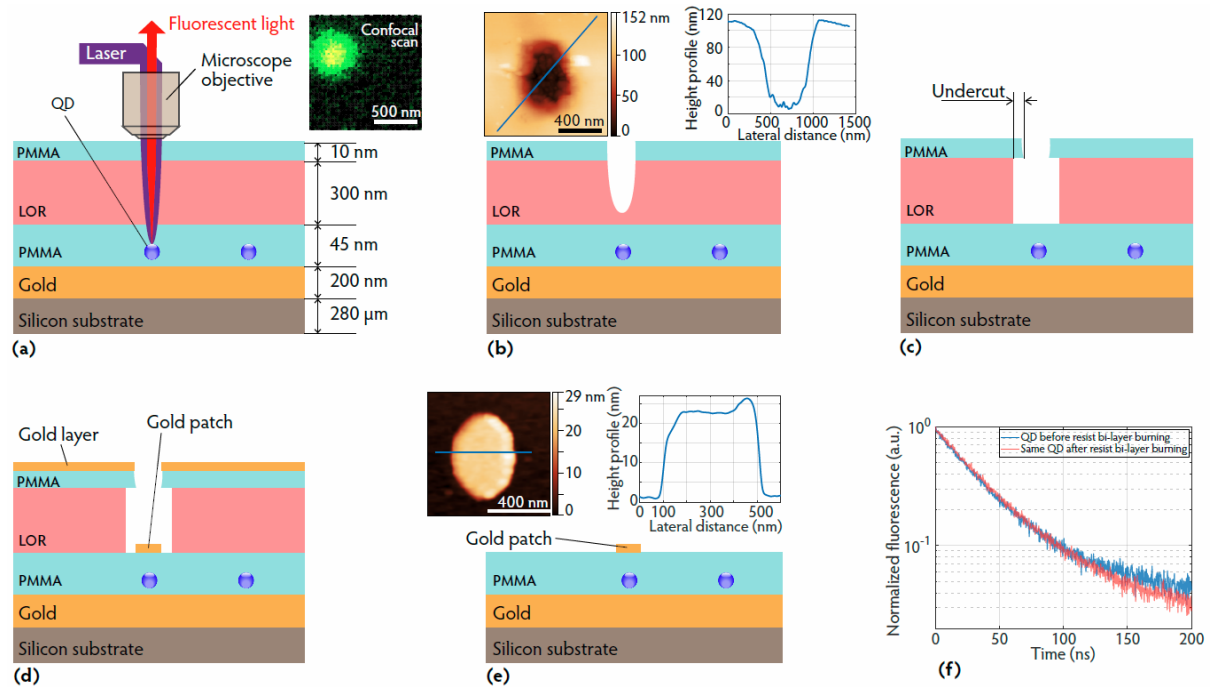 Fluorescent light
Laser
Microscope
objective
Confocal
scan
500 nm
QD
PMMA
10 nm
300 nm
LOR
PMMA
45 nm
Gold
200 nm
Silicon substrate
280 µm
(a)
152 nm
100
50
0
400 nm
Height profile (nm)
120
80
40
0
0
500
1000
1500
Lateral distance (nm)
PMMA
LOR
PMMA
Gold
Silicon substrate
(b)
Undercut
PMMA
LOR
PMMA
Gold
Silicon substrate
(c)
Gold layer
Gold patch
PMMA
LOR
PMMA
Gold
Silicon substrate
(d)
29 nm
20
10
0
400 nm
Height profile (nm)
20
10
0
0
100
300
500
Lateral distance (nm)
Gold patch
PMMA
Gold
Silicon substrate
(e)
Normalized fluorescence (a.u.)
10⁰
10⁻¹
QD before resist bi-layer burning
Same QD after resist bi-layer burning
0
50
100
150
200
Time (ns)
(f)